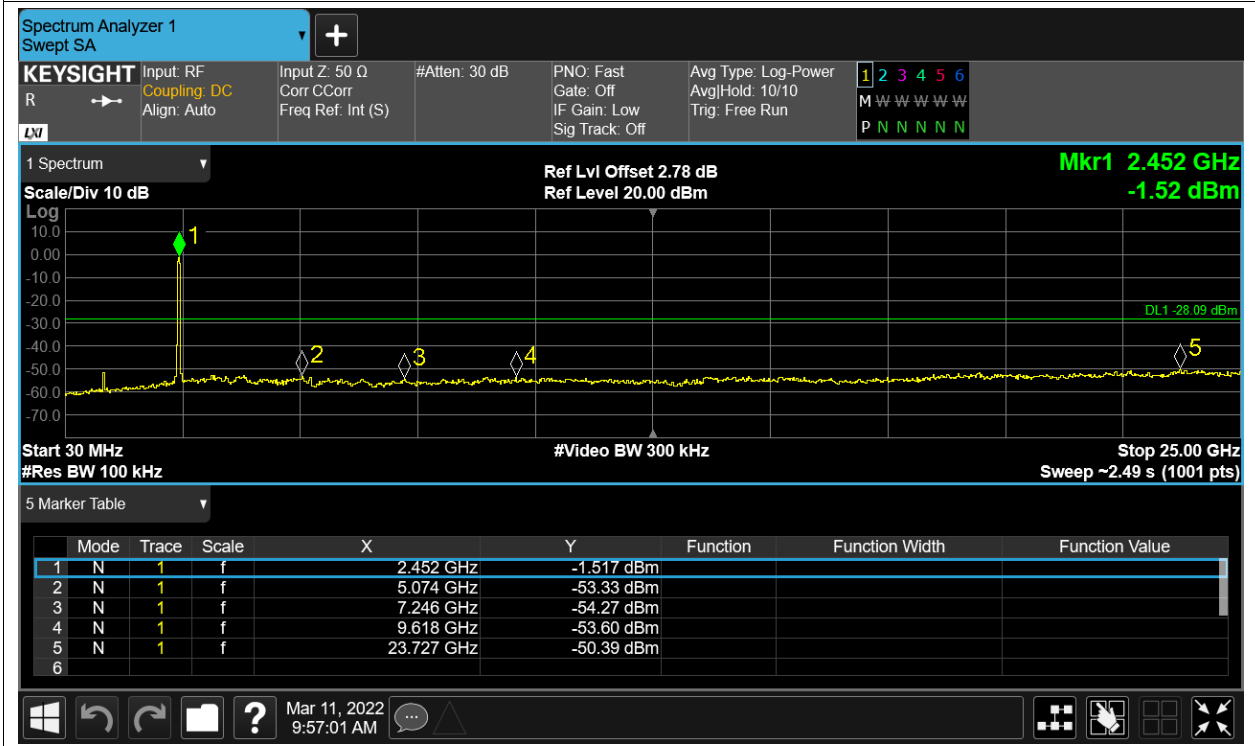 Spectrum Analyzer 1
Swept SA
+
KEYSIGHT
R
LXI
Input: RF
Coupling: DC
Align: Auto
Input Z: 50 Ω
Corr CCorr
Freq Ref: Int (S)
#Atten: 30 dB
PNO: Fast
Gate: Off
IF Gain: Low
Sig Track: Off
Avg Type: Log-Power
Avg|Hold: 10/10
Trig: Free Run
1 2 3 4 5 6
M W W W W W
P N N N N N
1 Spectrum
Scale/Div 10 dB
Ref Lvl Offset 2.78 dB
Ref Level 20.00 dBm
Mkr1 2.452 GHz
-1.52 dBm
Log
10.0
0.00
-10.0
-20.0
-30.0
-40.0
-50.0
-60.0
-70.0
1
2
3
4
5
DL1 -28.09 dBm
Start 30 MHz
#Res BW 100 kHz
#Video BW 300 kHz
Stop 25.00 GHz
Sweep ~2.49 s (1001 pts)
5 Marker Table
Mode Trace Scale X Y Function Function Width Function Value
1 N 1 f 2.452 GHz -1.517 dBm
2 N 1 f 5.074 GHz -53.33 dBm
3 N 1 f 7.246 GHz -54.27 dBm
4 N 1 f 9.618 GHz -53.60 dBm
5 N 1 f 23.727 GHz -50.39 dBm
6
?
Mar 11, 2022
9:57:01 AM